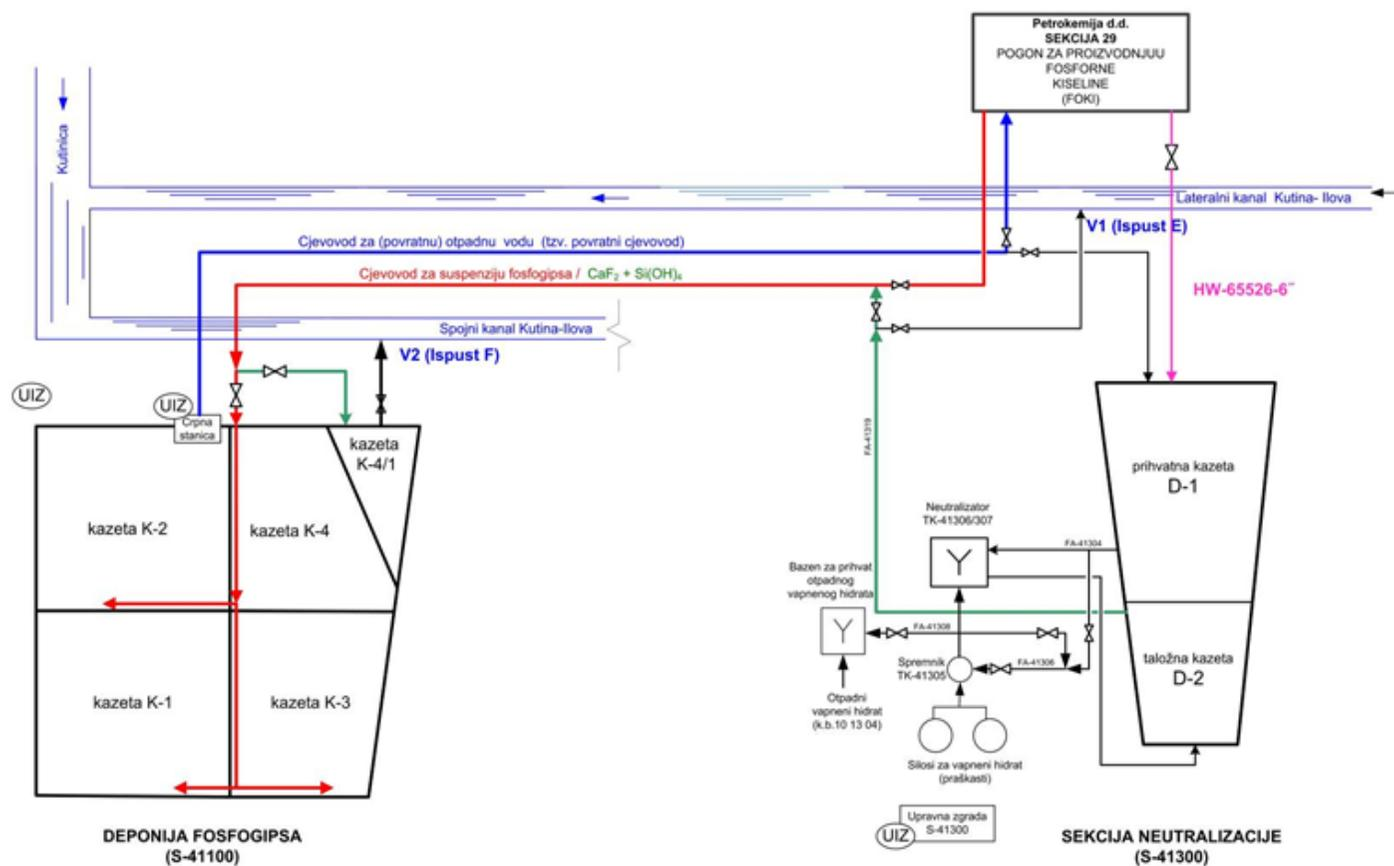 Petrokemija d.d.
SEKCIJA 29
POGON ZA PROIZVODNJUU
FOSFORNE
KISELINE
(FOKI)
Kutinica
Lateralni kanal Kutina- Ilova
V1 (Ispust E)
Cjevovod za (povratnu) otpadnu vodu (tzv. povratni cjevovod)
Cjevovod za suspenziju fosfogipsa / CaF₂ + Si(OH)₄
HW-65526-6˝
Spojni kanal Kutina-Ilova
V2 (Ispust F)
UIZ
UIZ
Crpna
stanica
kazeta
K-4/1
kazeta K-2
kazeta K-4
kazeta K-1
kazeta K-3
DEPONIJA FOSFOGIPSA
(S-41100)
FA-41319
prihvatna kazeta
D-1
Neutralizator
TK-41306/307
FA-41304
Bazen za prihvat
otpadnog
vapnenog hidrata
FA-41308
taložna kazeta
D-2
Spremnik
TK-41305
FA-41306
Otpadni
vapneni hidrat
(k.b.10 13 04)
Silosi za vapneni hidrat
(praškasti)
Upravna zgrada
S-41300
UIZ
SEKCIJA NEUTRALIZACIJE
(S-41300)